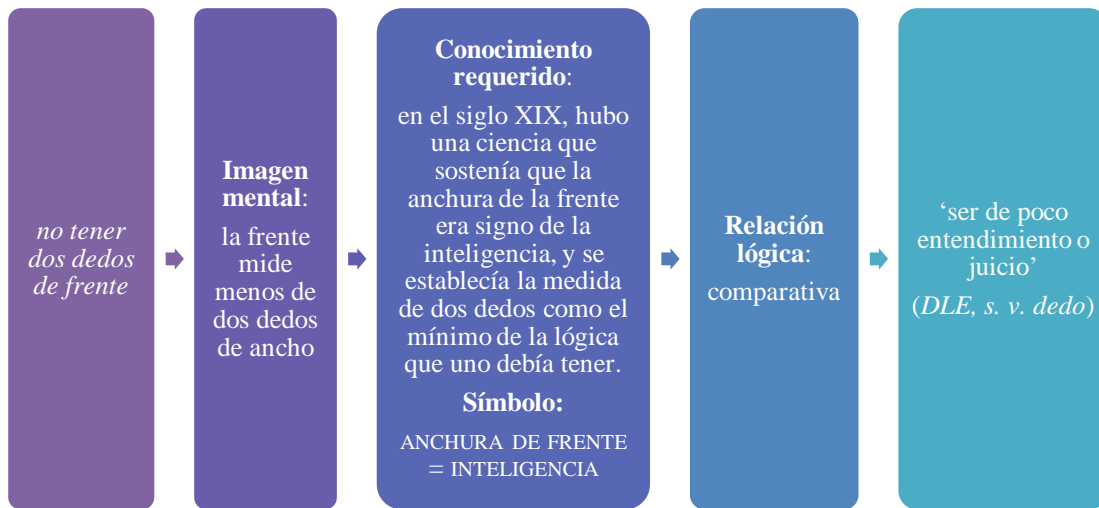 no tener
dos dedos
de frente
Imagen
mental:
la frente
mide
menos de
dos dedos
de ancho
Conocimiento
requerido:
en el siglo XIX, hubo
una ciencia que
sostenía que la
anchura de la frente
era signo de la
inteligencia, y se
establecía la medida
de dos dedos como el
mínimo de la lógica
que uno debía tener.
Símbolo:
ANCHURA DE FRENTE
= INTELIGENCIA
Relación
lógica:
comparativa
‘ser de poco
entendimiento o
juicio’
(DLE, s. v. dedo)